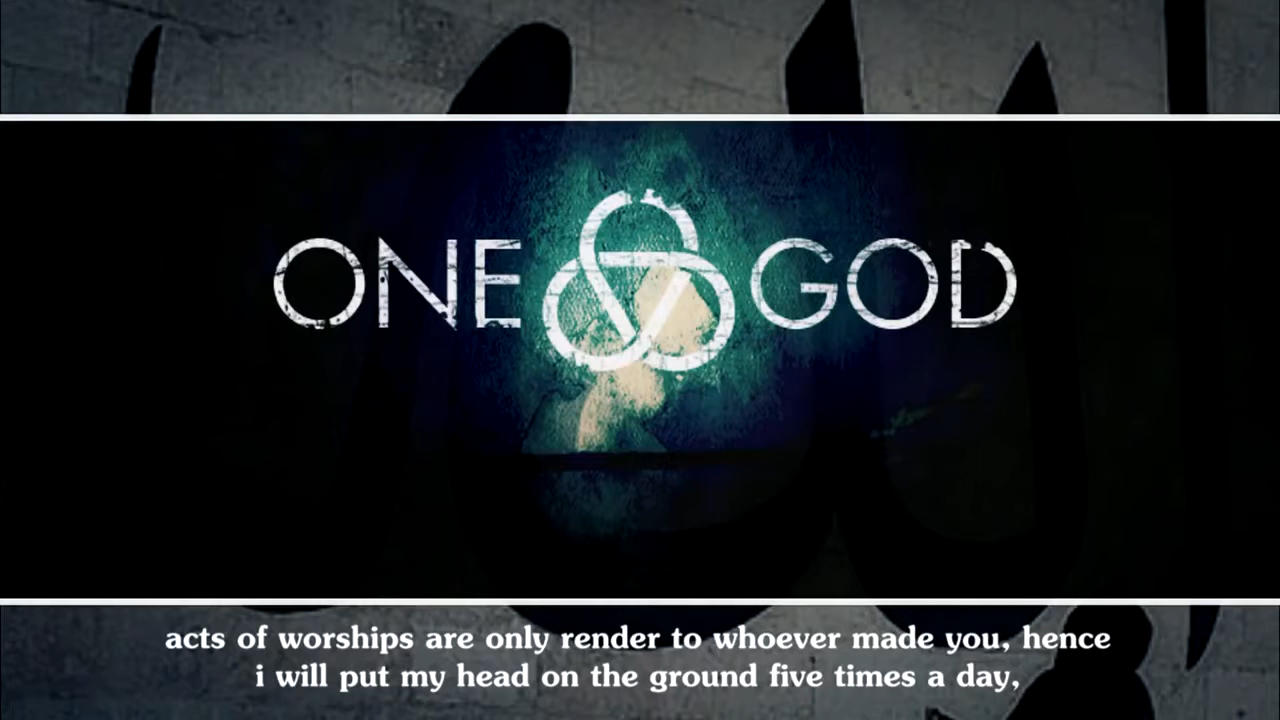 ONE GOD
acts of worships are only render to whoever made you, hence
i will put my head on the ground five times a day,